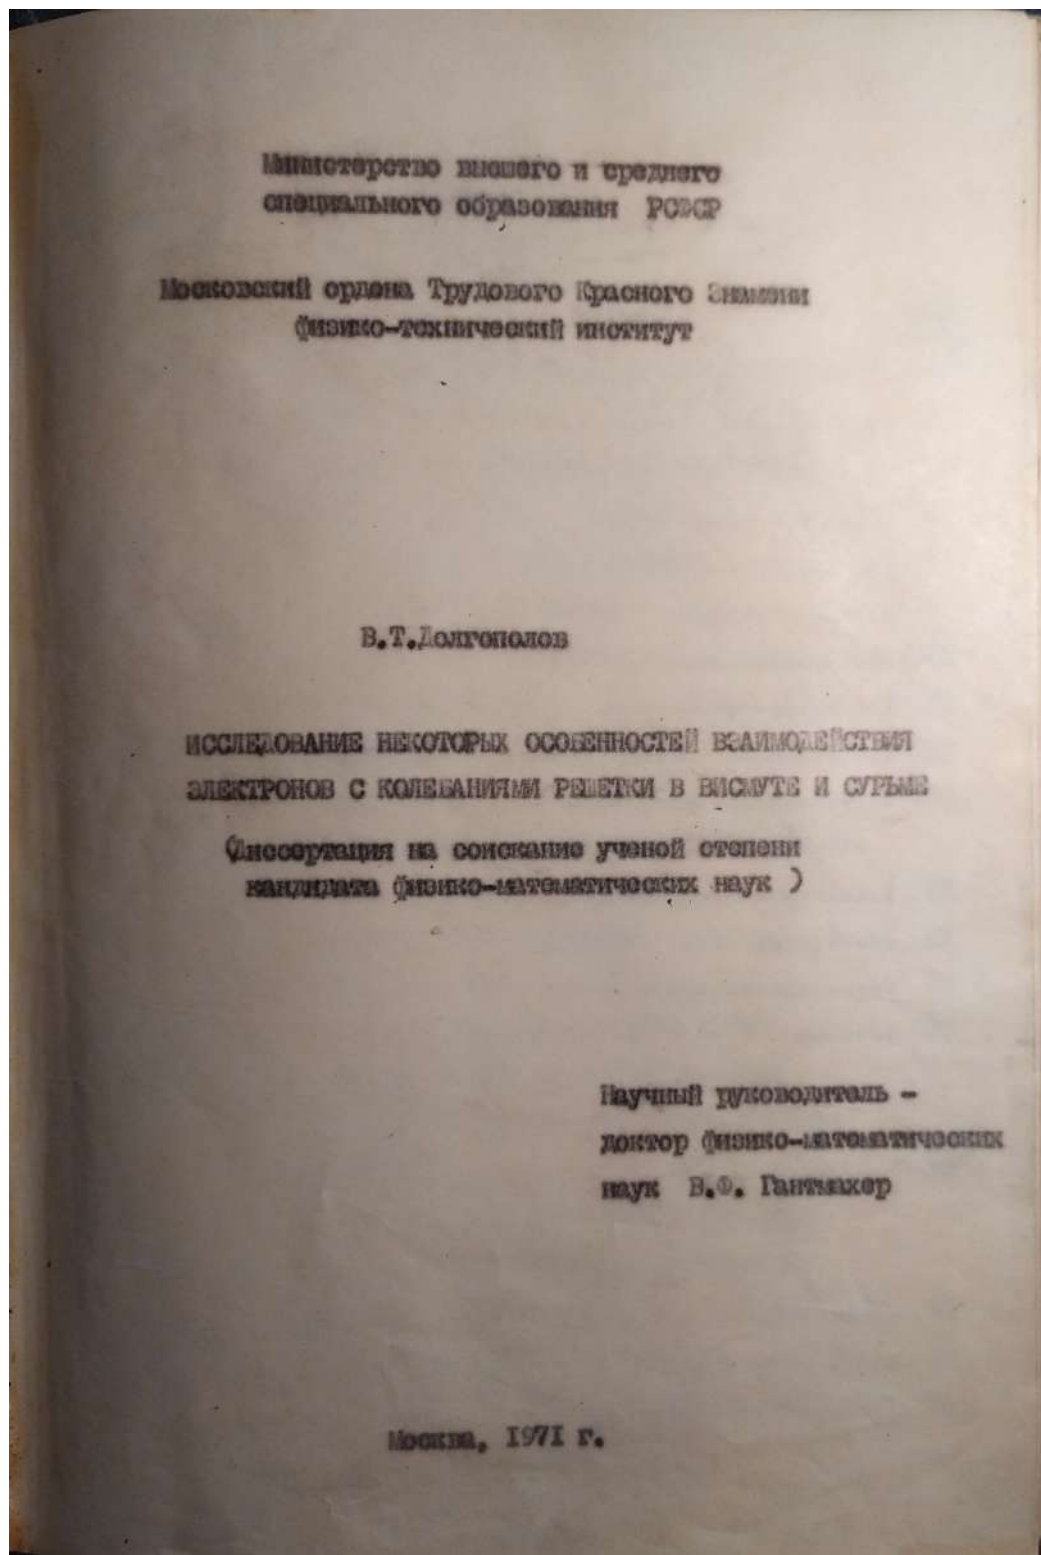 Министерство высшего и среднего
специального образования РСФСР
Московский ордена Трудового Красного Знамени
физико-технический институт
В.Т.Долгополов
ИССЛЕДОВАНИЕ НЕКОТОРЫХ ОСОБЕННОСТЕЙ ВЗАИМОДЕЙСТВИЯ
ЭЛЕКТРОНОВ С КОЛЕБАНИЯМИ РЕШЕТКИ В ВИСМУТЕ И СУРЬМЕ
(Диссертация на соискание ученой степени
кандидата физико-математических наук )
Научный руководитель -
доктор физико-математических
наук В.Ф. Гантмахер
Москва, 1971 г.